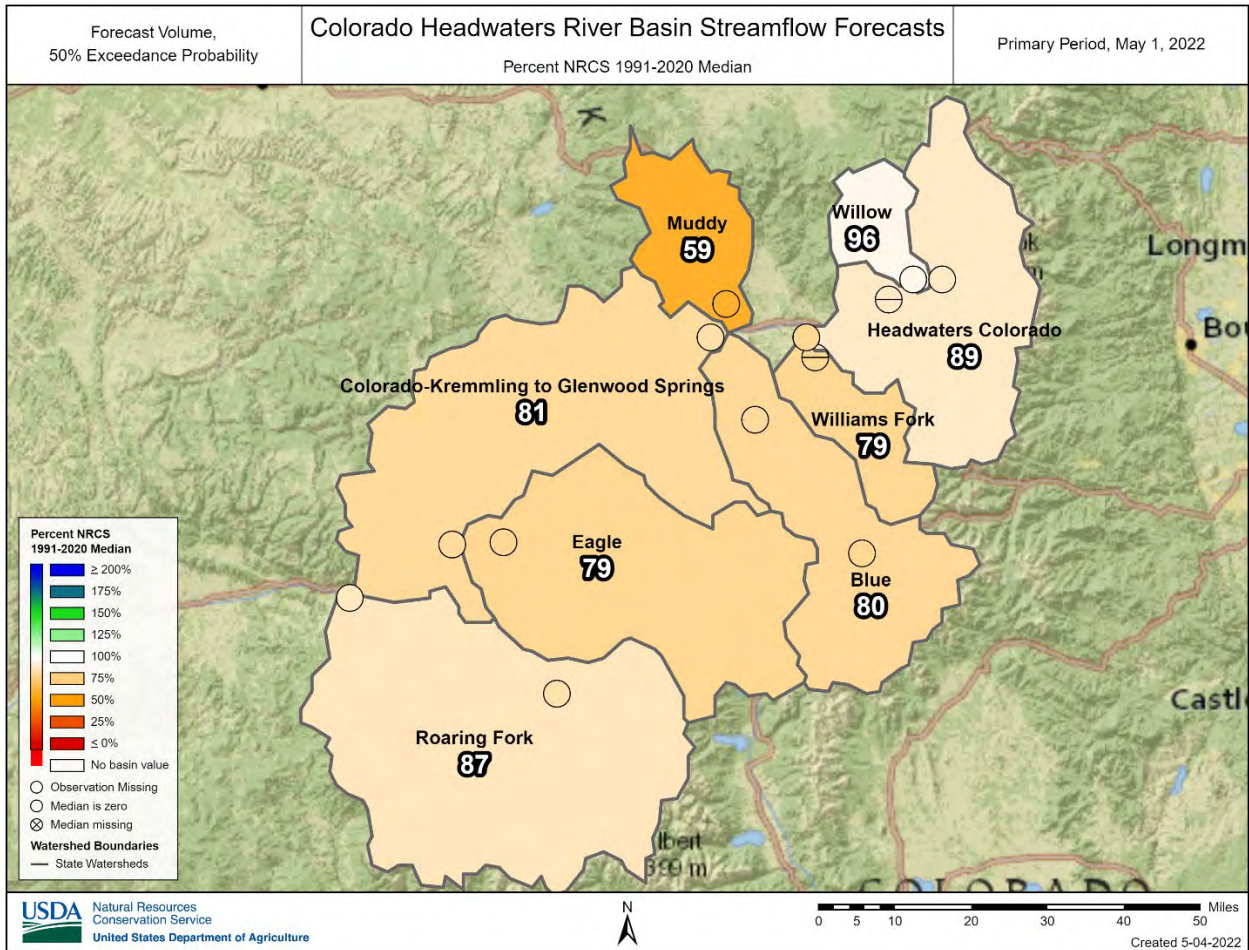 Forecast Volume,
50% Exceedance Probability
Colorado Headwaters River Basin Streamflow Forecasts
Percent NRCS 1991-2020 Median
Primary Period, May 1, 2022
K
Muddy
59
Willow
96
Longm
Bou
Headwaters Colorado
89
Colorado-Kremmling to Glenwood Springs
81
Williams Fork
79
Eagle
79
Blue
80
Castle
Roaring Fork
87
lbert
399 m
COLORADO
Percent NRCS
1991-2020 Median
≥ 200%
175%
150%
125%
100%
75%
50%
25%
≤ 0%
No basin value
Observation Missing
Median is zero
Median missing
Watershed Boundaries
State Watersheds
USDA
Natural Resources
Conservation Service
United States Department of Agriculture
N
0 5 10 20 30 40 50 Miles
Created 5-04-2022